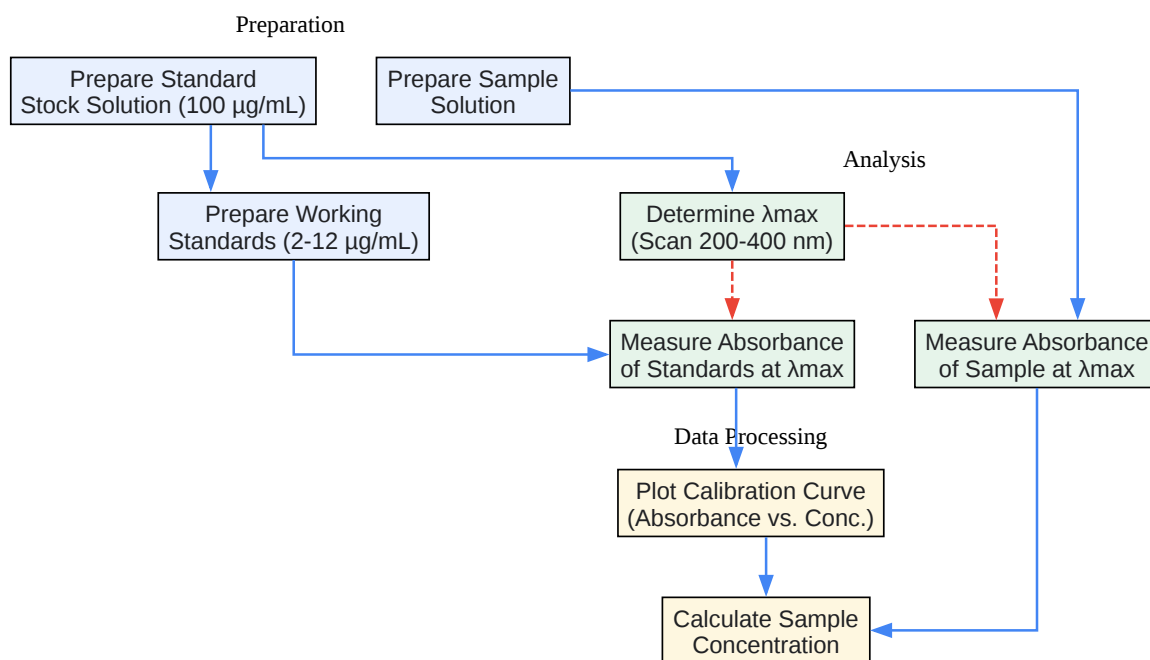 Preparation
Prepare Standard
Stock Solution (100 µg/mL)
Prepare Sample
Solution
Analysis
Prepare Working
Standards (2-12 µg/mL)
Determine λmax
(Scan 200-400 nm)
Measure Absorbance
of Standards at λmax
Measure Absorbance
of Sample at λmax
Data Processing
Plot Calibration Curve
(Absorbance vs. Conc.)
Calculate Sample
Concentration